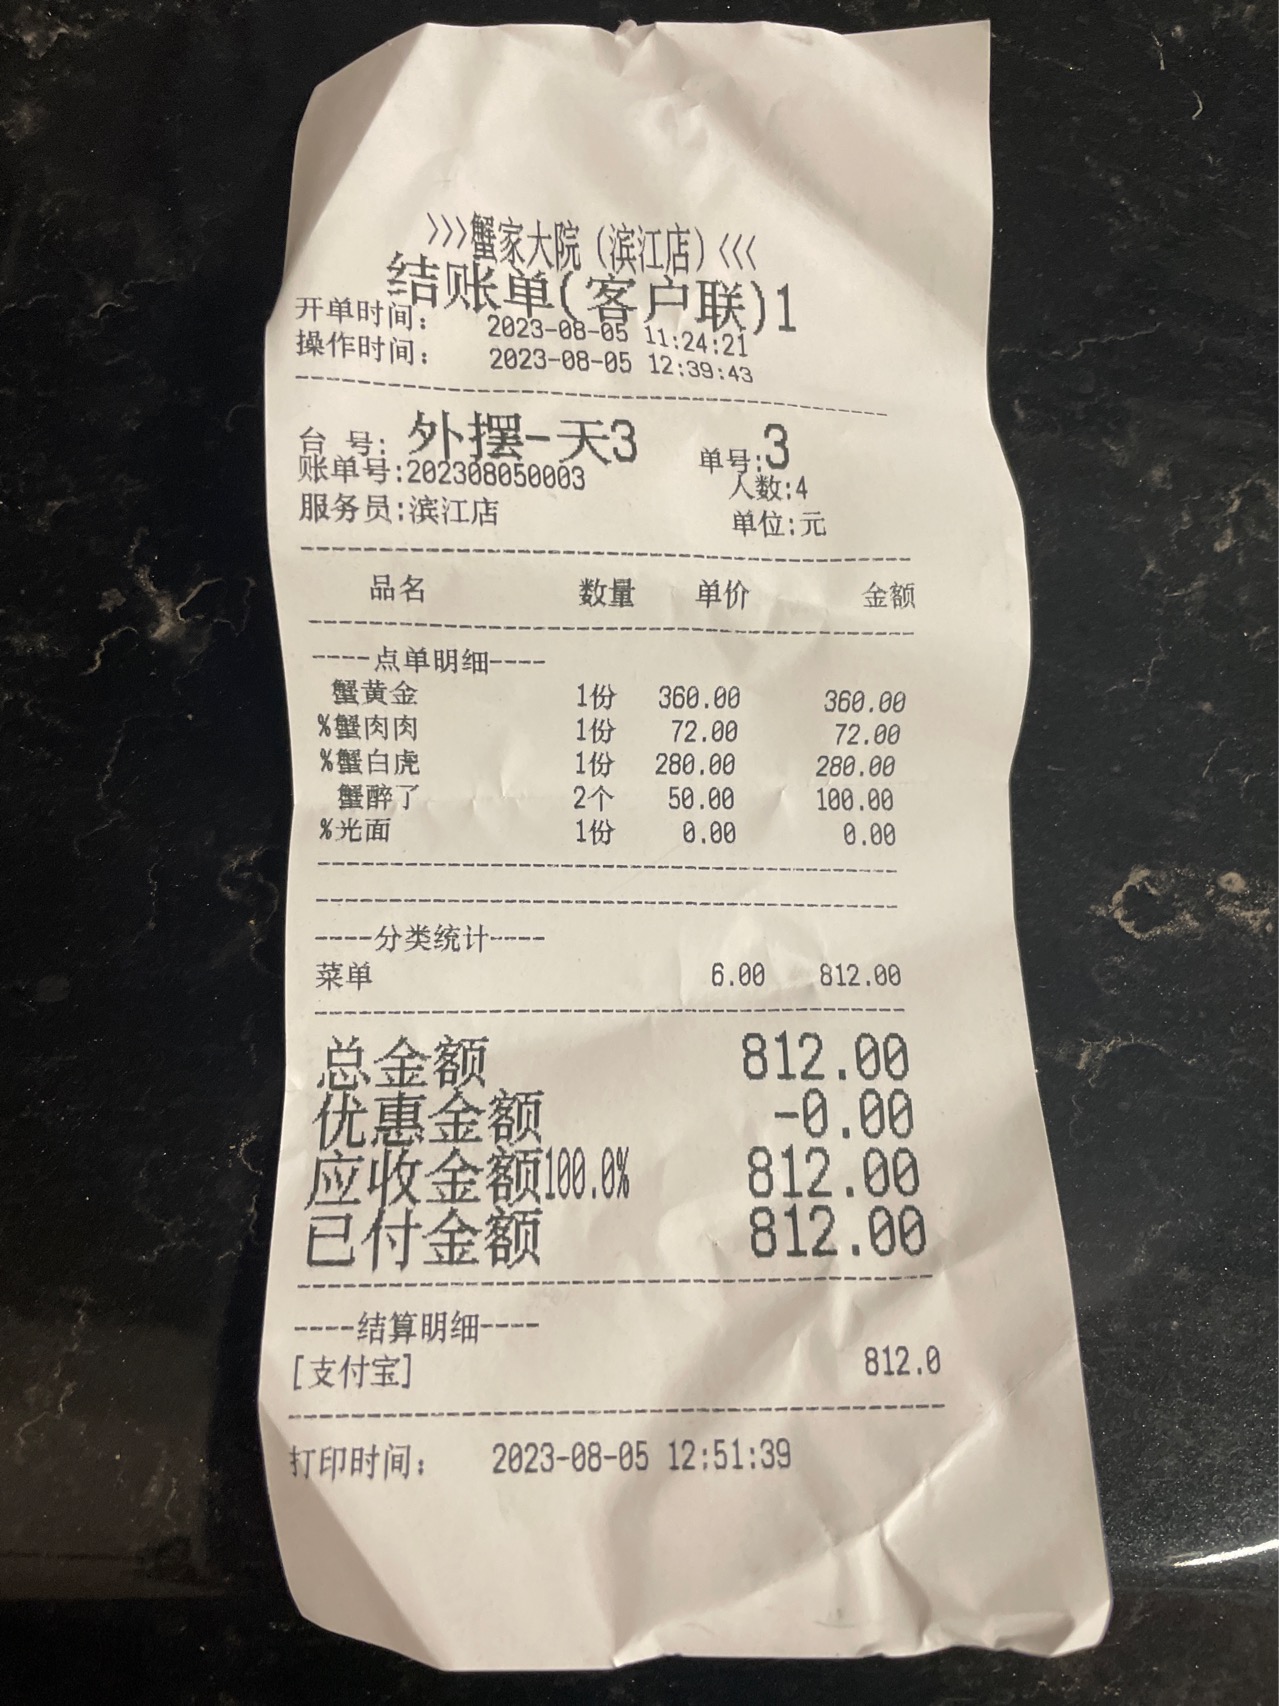 >>>蟹家大院（滨江店）<<<
结账单(客户联)1
开单时间： 2023-08-05 11:24:21
操作时间： 2023-08-05 12:39:43
台 号: 外摆-天3 单号:3
账单号:202308050003 人数:4
服务员:滨江店 单位:元
品名 数量 单价 金额
----点单明细----
蟹黄金 1份 360.00 360.00
%蟹肉肉 1份 72.00 72.00
%蟹白虎 1份 280.00 280.00
蟹醉了 2个 50.00 100.00
%光面 1份 0.00 0.00
----分类统计----
菜单 6.00 812.00
总金额 812.00
优惠金额 -0.00
应收金额100.0% 812.00
已付金额 812.00
----结算明细----
[支付宝] 812.0
打印时间： 2023-08-05 12:51:39